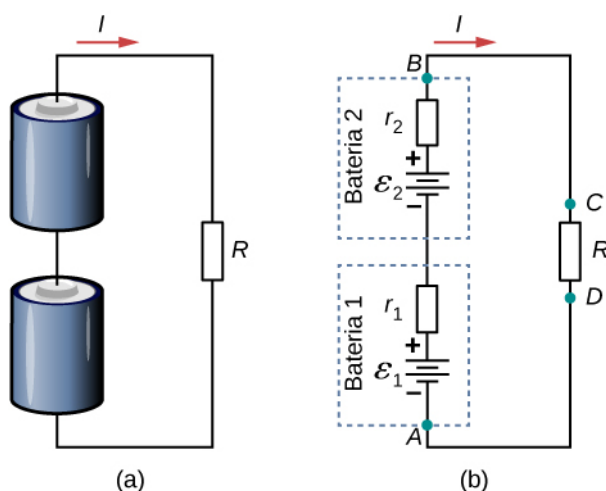 I
R
(a)
I
B
Bateria 2
r2
+
ε2
−
C
R
D
Bateria 1
r1
+
ε1
−
A
(b)